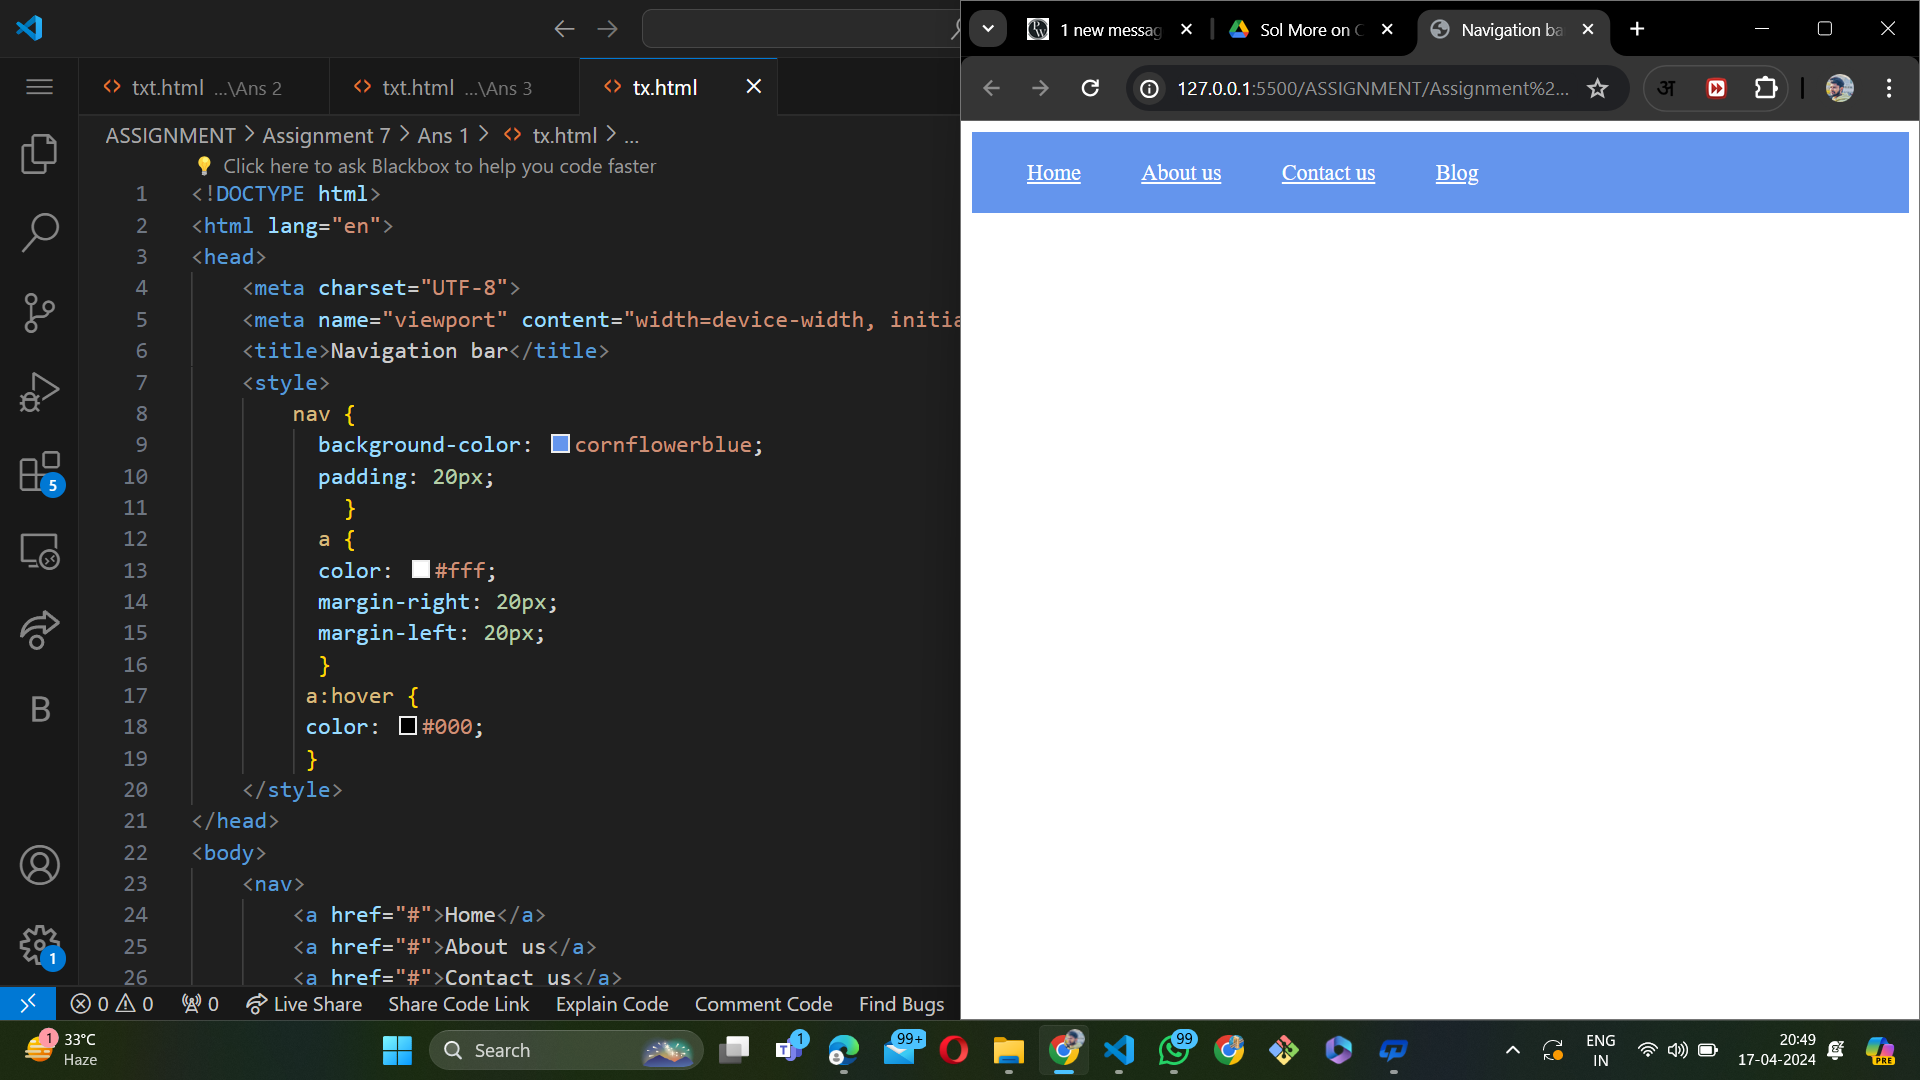 txt.html ...\Ans 2
txt.html ...\Ans 3
tx.html
ASSIGNMENT > Assignment 7 > Ans 1 > tx.html > ...
Click here to ask Blackbox to help you code faster
1 <!DOCTYPE html>
2 <html lang="en">
3 <head>
4 <meta charset="UTF-8">
5 <meta name="viewport" content="width=device-width, initia
6 <title>Navigation bar</title>
7 <style>
8 nav {
9 background-color: cornflowerblue;
10 padding: 20px;
11 }
12 a {
13 color: #fff;
14 margin-right: 20px;
15 margin-left: 20px;
16 }
17 a:hover {
18 color: #000;
19 }
20 </style>
21 </head>
22 <body>
23 <nav>
24 <a href="#">Home</a>
25 <a href="#">About us</a>
26 <a href="#">Contact us</a>
5
B
1
0 0 0 Live Share Share Code Link Explain Code Comment Code Find Bugs
1 new messag
Sol More on C
Navigation ba
127.0.0.1:5500/ASSIGNMENT/Assignment%2...
अ
Home About us Contact us Blog
1
33°C
Haze
Search
1
99+
99
PRE
ENG
IN
20:49
17-04-2024